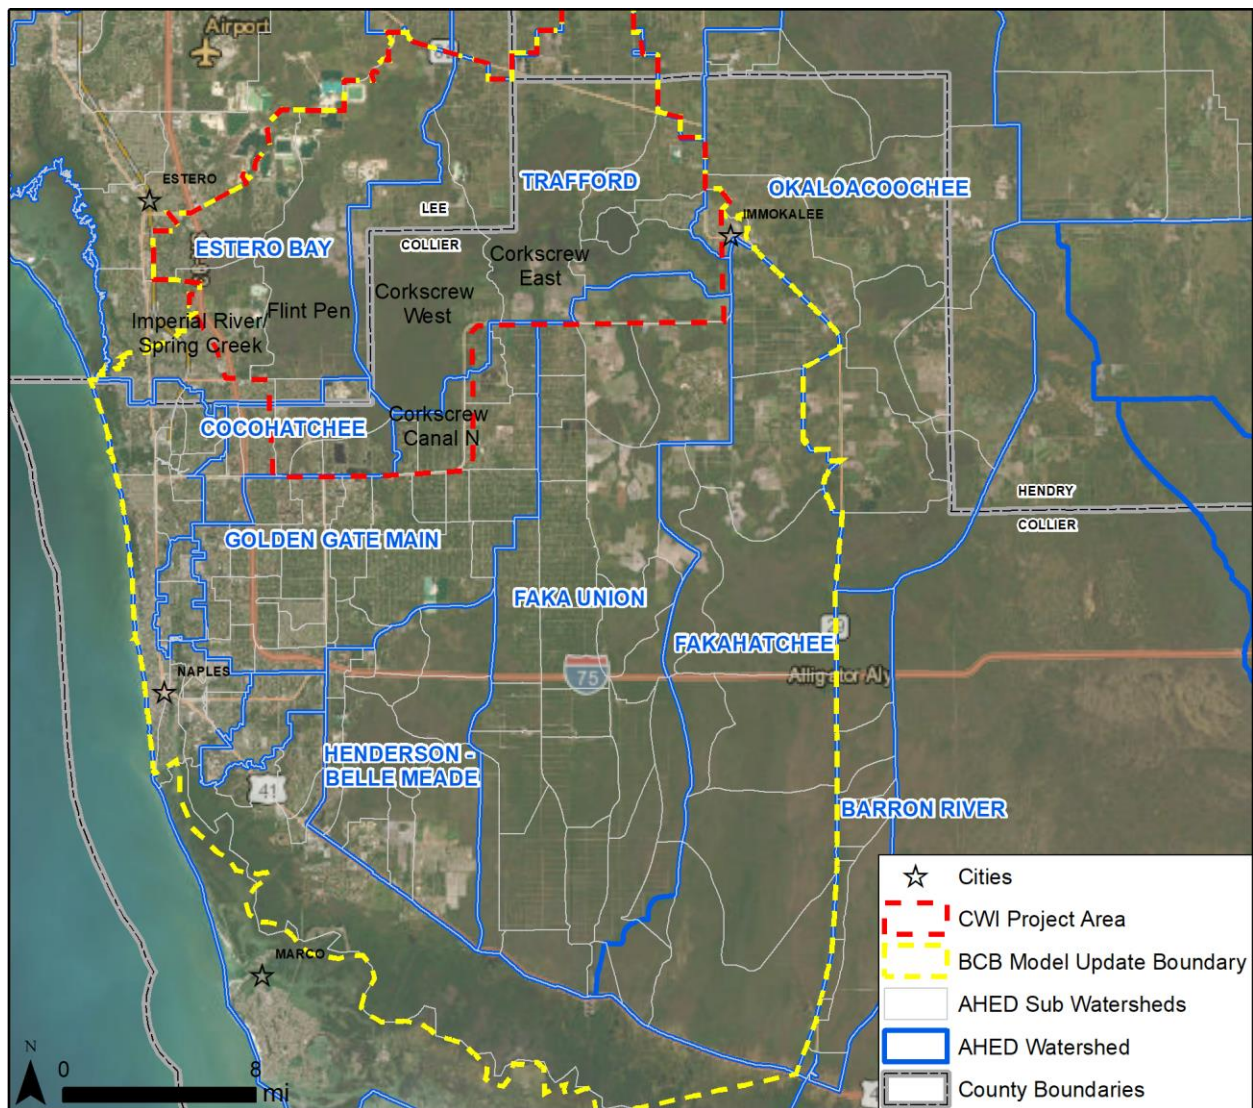 Airport
ESTERO
TRAFFORD
OKALOACOOCHEE
LEE
COLLIER
IMMOKALEE
ESTERO BAY
Corkscrew
East
Flint Pen
Corkscrew
West
Imperial River/
Spring Creek
COCOHATCHEE
Corkscrew
Canal N
HENDRY
COLLIER
GOLDEN GATE MAIN
FAKA UNION
FAKAHATCHEE
29
NAPLES
75
Alligator Aly
HENDERSON -
BELLE MEADE
41
BARRON RIVER
MARCO
Cities
CWI Project Area
BCB Model Update Boundary
AHED Sub Watersheds
AHED Watershed
County Boundaries
N
0 8
mi